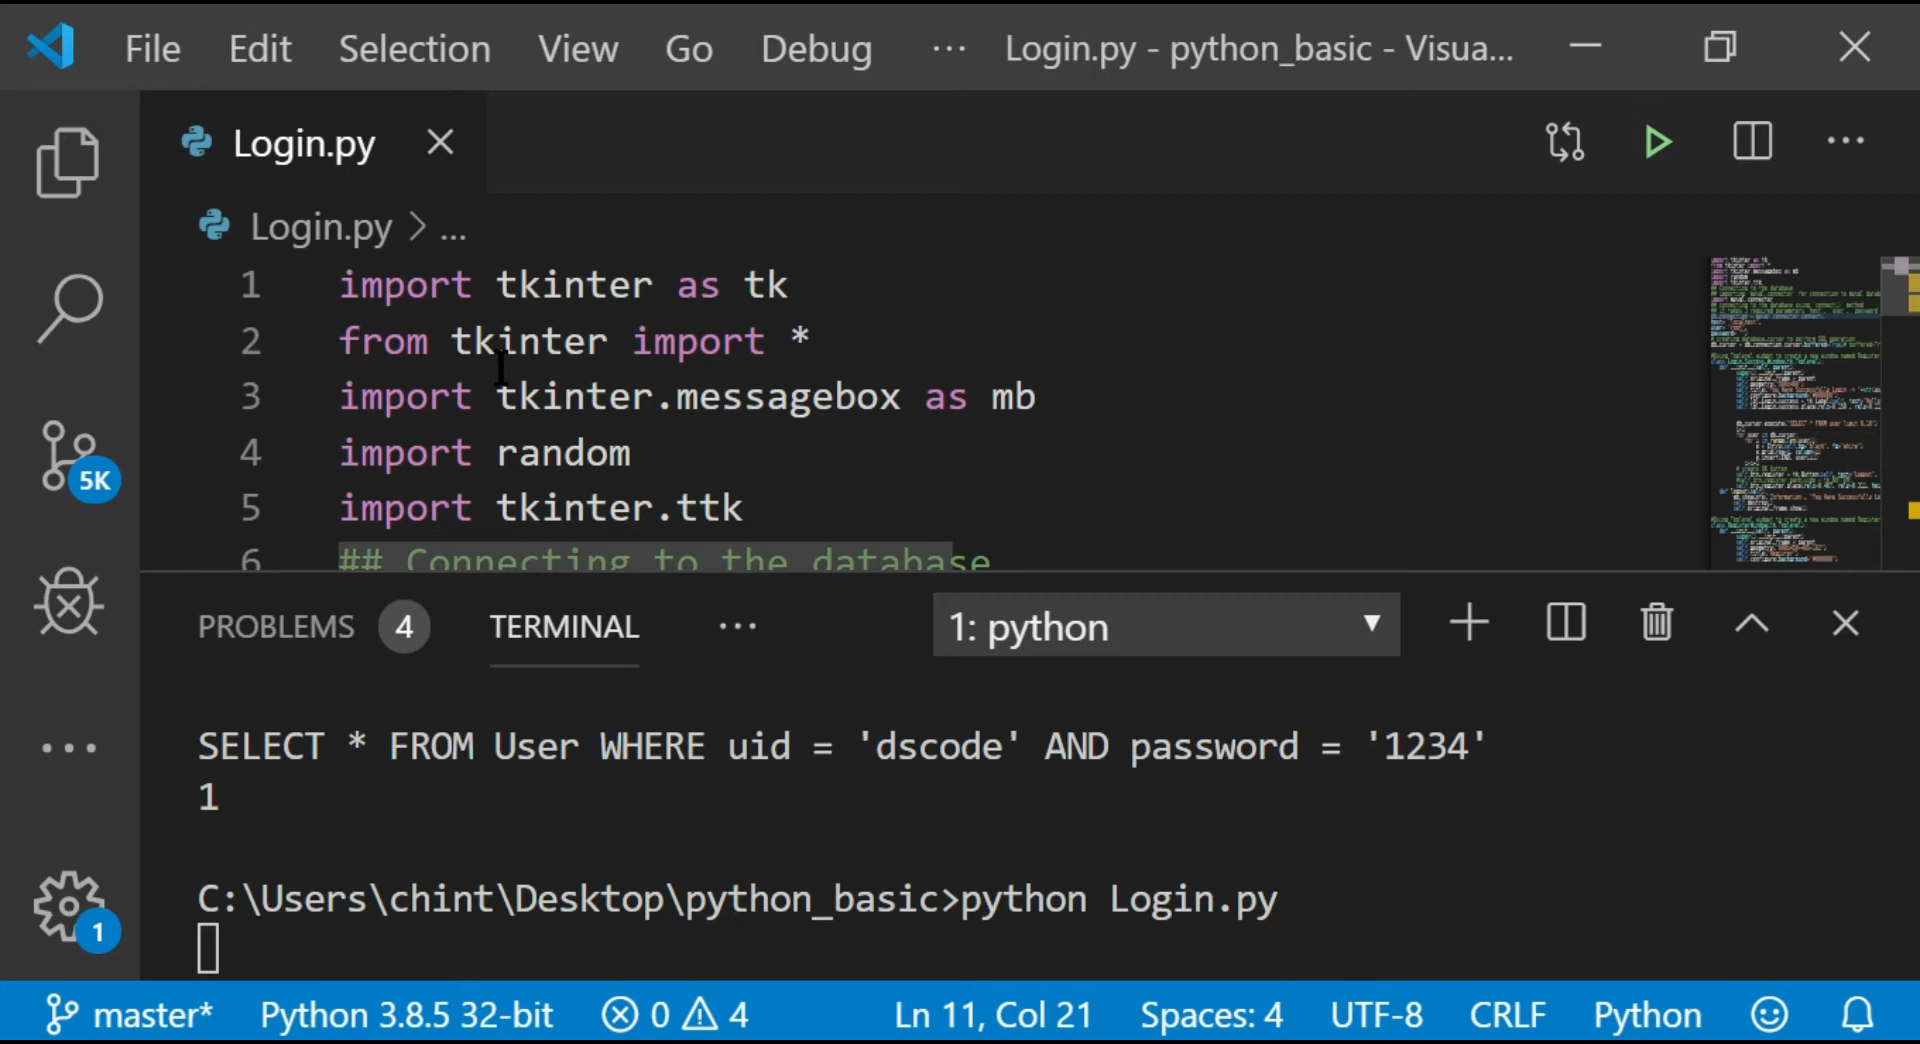 File Edit Selection View Go Debug ... Login.py - python_basic - Visua...
Login.py
Login.py > ...
1 import tkinter as tk
2 from tkinter import *
3 import tkinter.messagebox as mb
4 import random
5 import tkinter.ttk
6 ## Connecting to the database
PROBLEMS 4 TERMINAL ... 1: python
SELECT * FROM User WHERE uid = 'dscode' AND password = '1234'
1
C:\Users\chint\Desktop\python_basic>python Login.py
5K
1
master* Python 3.8.5 32-bit 0 4 Ln 11, Col 21 Spaces: 4 UTF-8 CRLF Python